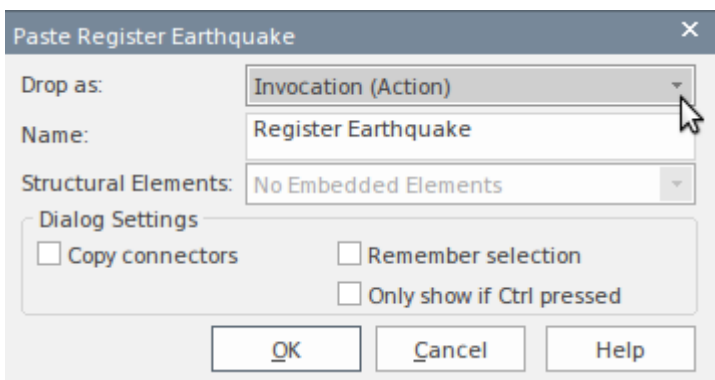 Paste Register Earthquake
Drop as: Invocation (Action)
Name: Register Earthquake
Structural Elements: No Embedded Elements
Dialog Settings
Copy connectors Remember selection
Only show if Ctrl pressed
OK Cancel Help